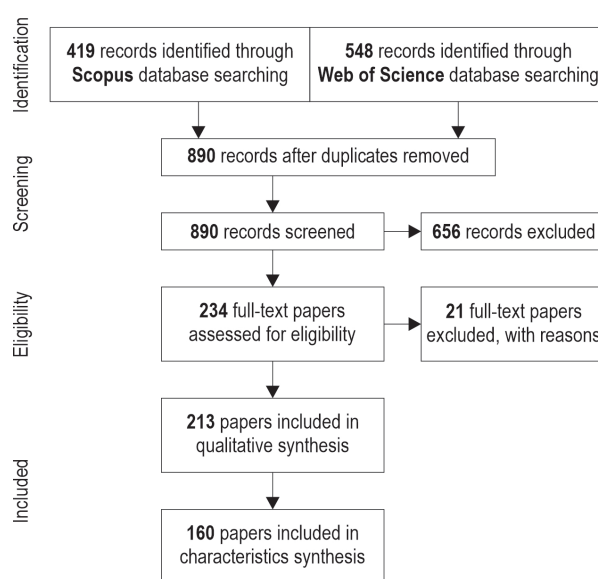 Identification
419 records identified through
Scopus database searching
548 records identified through
Web of Science database searching
890 records after duplicates removed
Screening
890 records screened
656 records excluded
Eligibility
234 full-text papers
assessed for eligibility
21 full-text papers
excluded, with reasons
213 papers included in
qualitative synthesis
Included
160 papers included in
characteristics synthesis